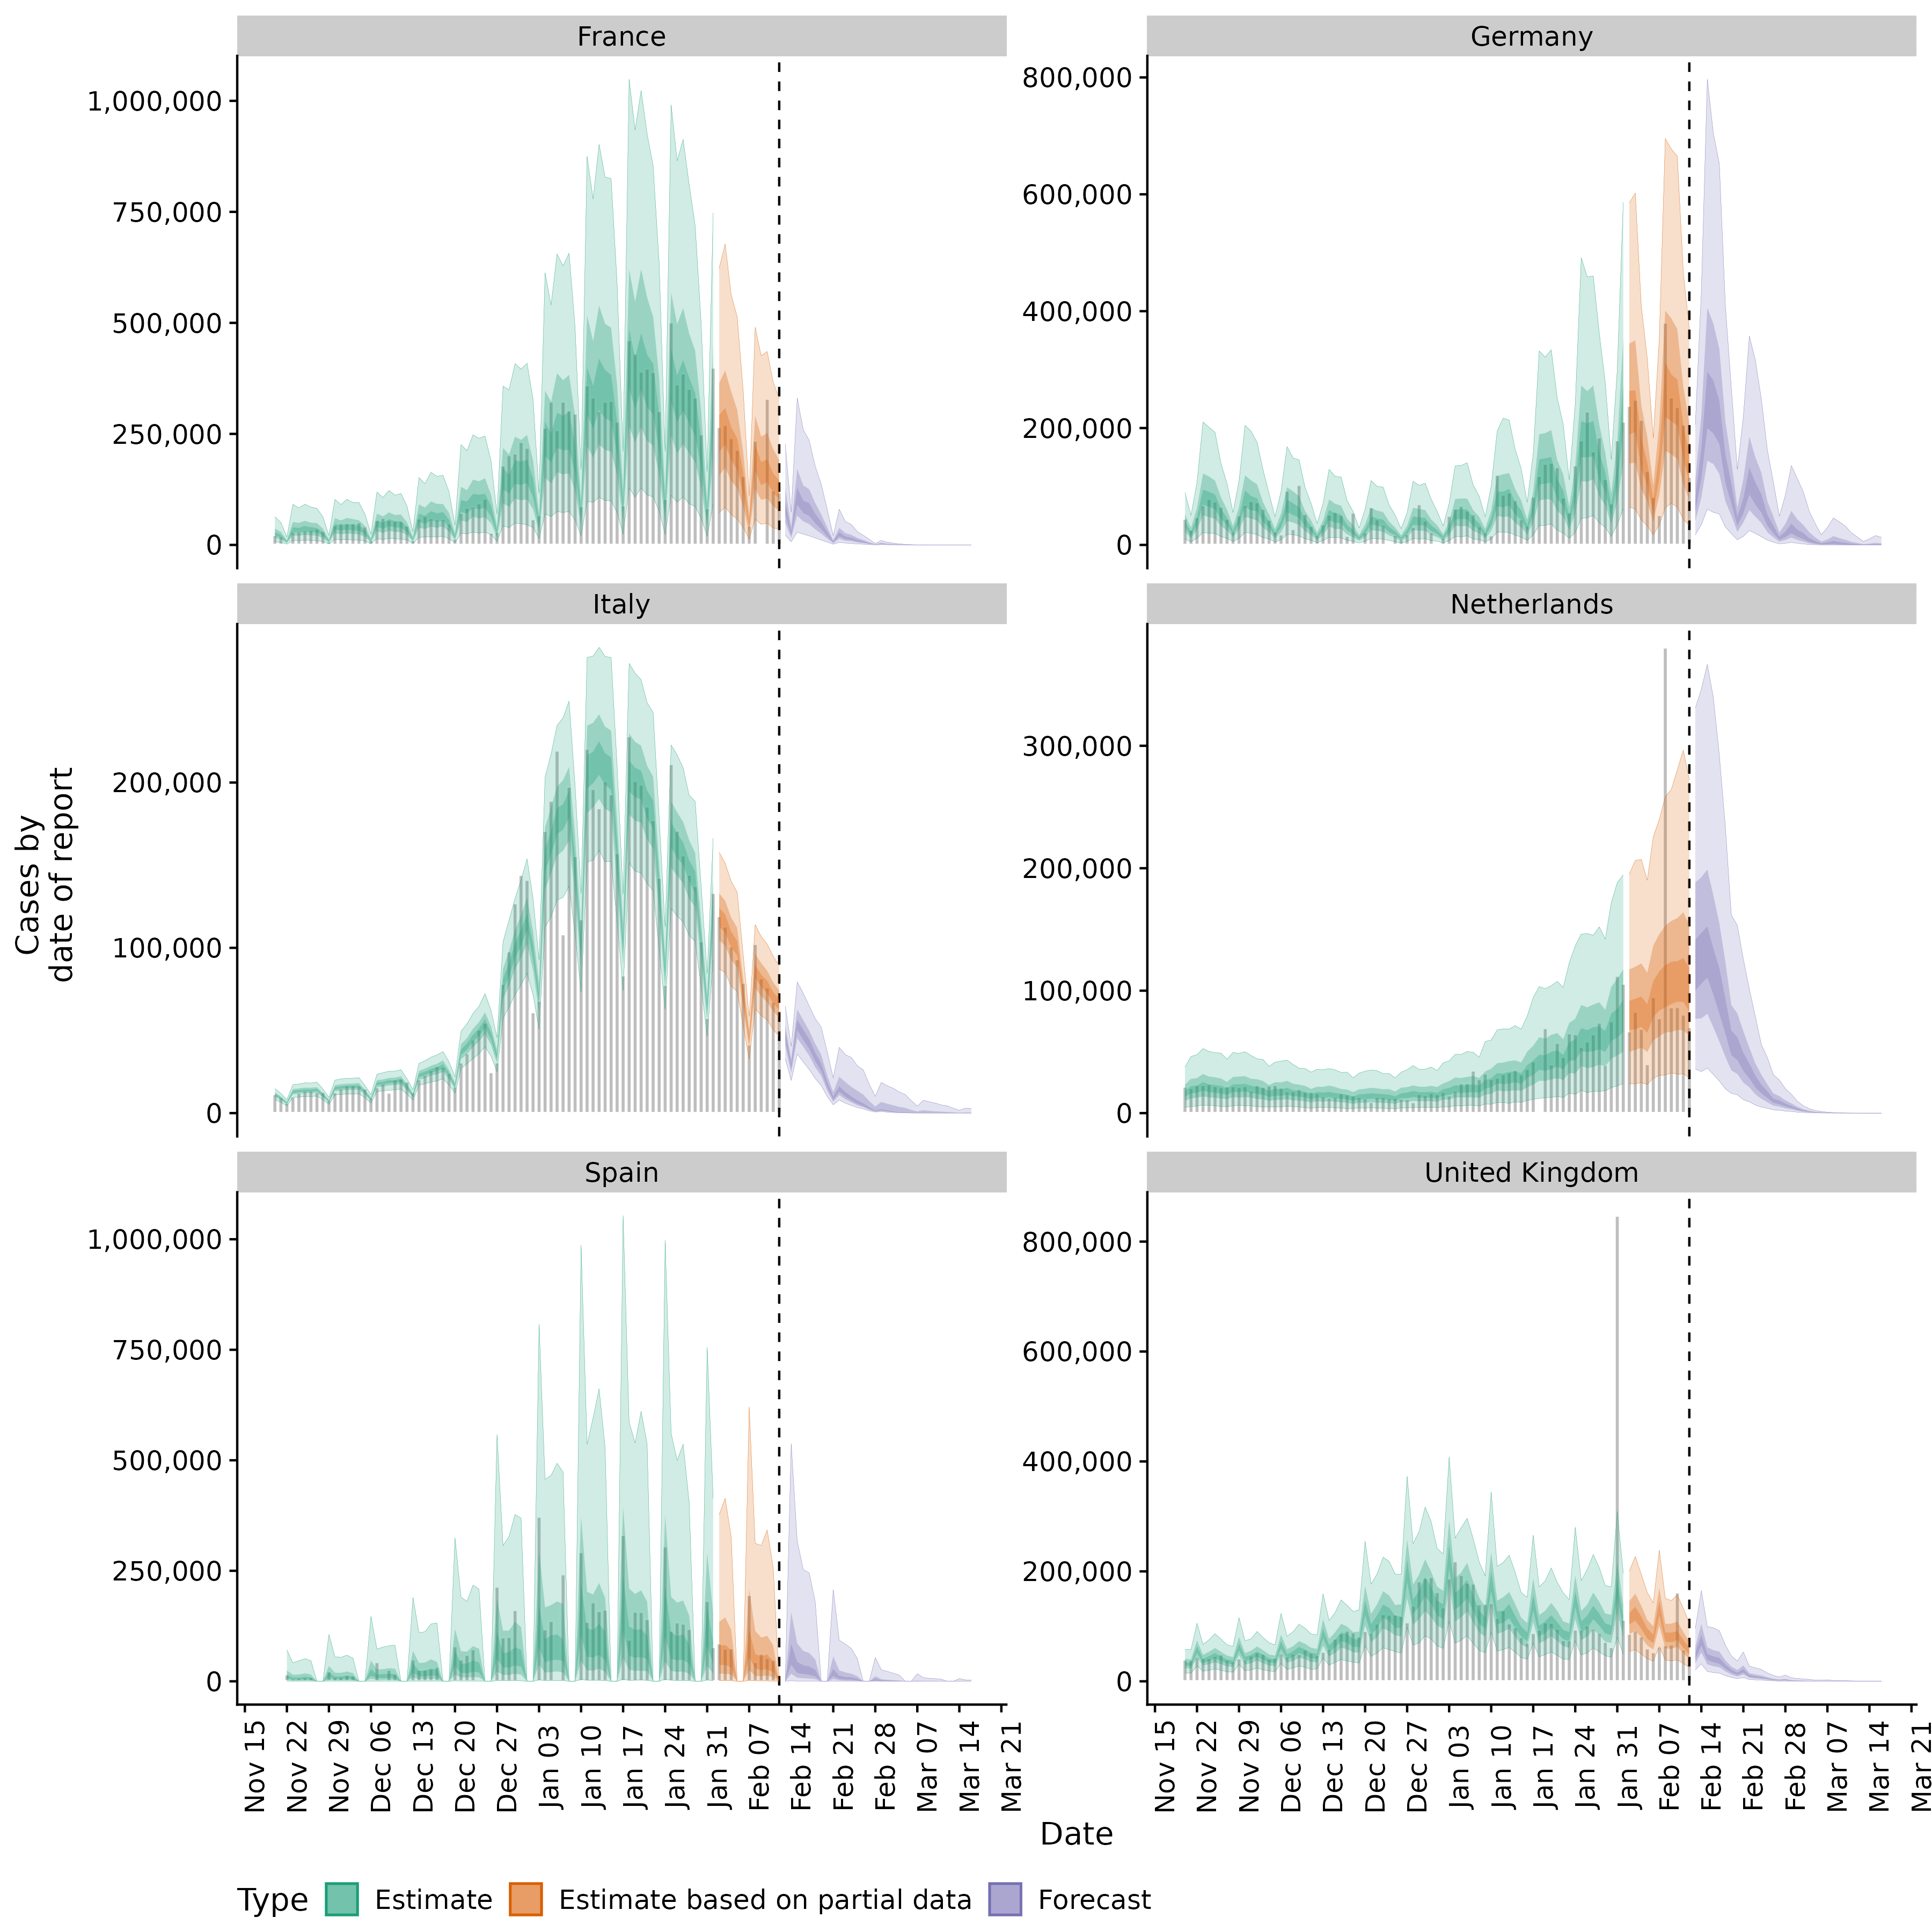 France
Germany
1,000,000
750,000
500,000
250,000
0
800,000
600,000
400,000
200,000
0
Italy
Netherlands
200,000
100,000
0
300,000
200,000
100,000
0
Spain
United Kingdom
1,000,000
750,000
500,000
250,000
0
800,000
600,000
400,000
200,000
0
Cases by
date of report
Nov 15
Nov 22
Nov 29
Dec 06
Dec 13
Dec 20
Dec 27
Jan 03
Jan 10
Jan 17
Jan 24
Jan 31
Feb 07
Feb 14
Feb 21
Feb 28
Mar 07
Mar 14
Mar 21
Nov 15
Nov 22
Nov 29
Dec 06
Dec 13
Dec 20
Dec 27
Jan 03
Jan 10
Jan 17
Jan 24
Jan 31
Feb 07
Feb 14
Feb 21
Feb 28
Mar 07
Mar 14
Mar 21
Date
Type Estimate Estimate based on partial data Forecast